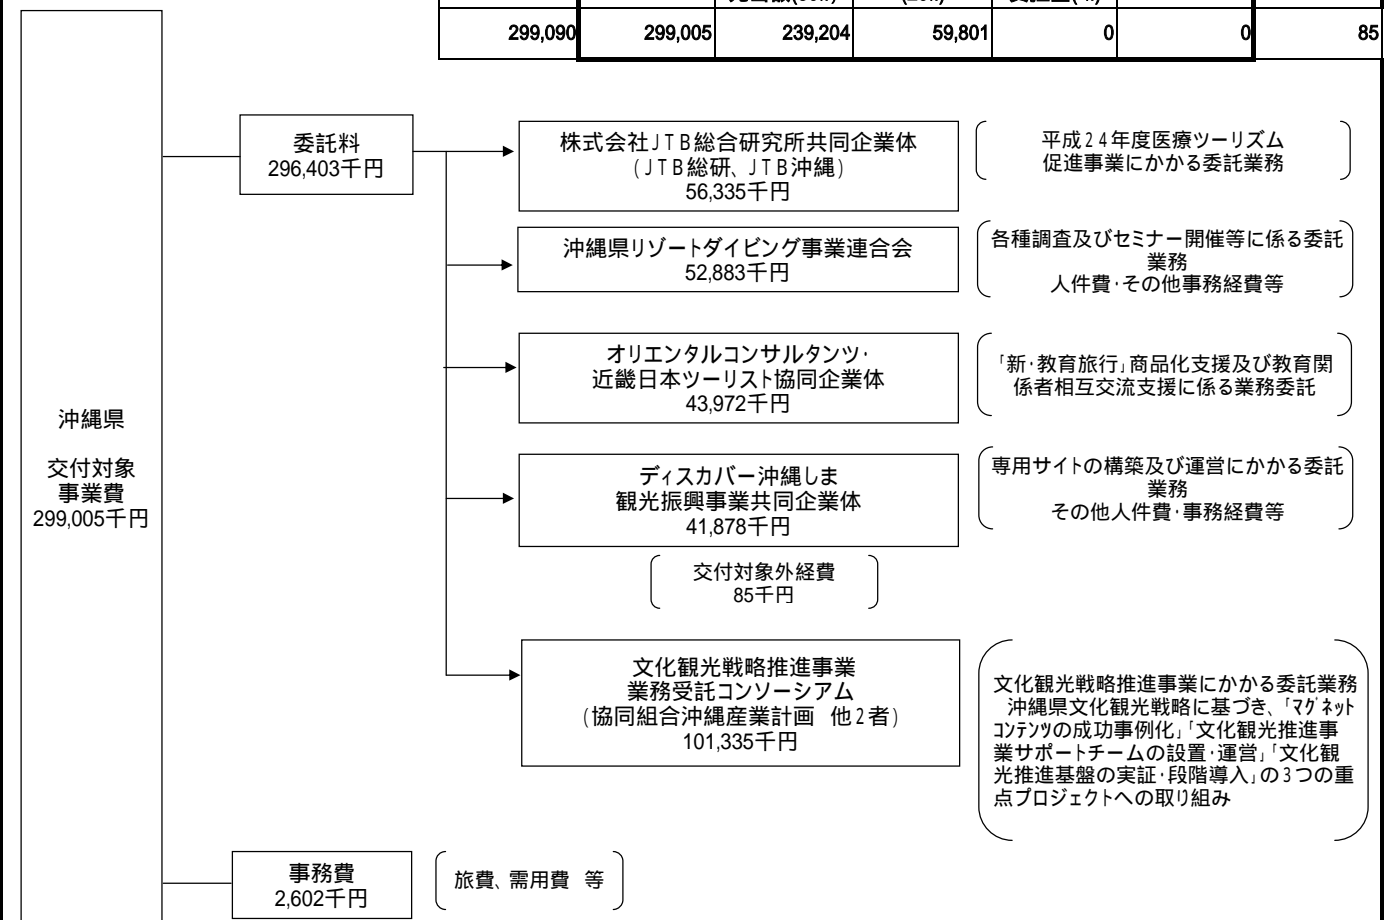 299,090 299,005 239,204 59,801 0 0 85
沖縄県
交付対象
事業費
299,005千円
委託料
296,403千円
株式会社JTB総合研究所共同企業体
(JTB総研、JTB沖縄)
56,335千円
平成24年度医療ツーリズム
促進事業にかかる委託業務
沖縄県リゾートダイビング事業連合会
52,883千円
各種調査及びセミナー開催等に係る委託
業務
人件費・その他事務経費等
オリエンタルコンサルタンツ・
近畿日本ツーリスト協同企業体
43,972千円
「新・教育旅行」商品化支援及び教育関
係者相互交流支援に係る業務委託
ディスカバー沖縄しま
観光振興事業共同企業体
41,878千円
専用サイトの構築及び運営にかかる委託
業務
その他人件費・事務経費等
交付対象外経費
85千円
文化観光戦略推進事業
業務受託コンソーシアム
(協同組合沖縄産業計画 他2者)
101,335千円
文化観光戦略推進事業にかかる委託業務
沖縄県文化観光戦略に基づき、「マグネット
コンテンツの成功事例化」「文化観光推進事
業サポートチームの設置・運営」「文化観
光推進基盤の実証・段階導入」の3つの重
点プロジェクトへの取り組み
事務費
2,602千円
旅費、需用費 等